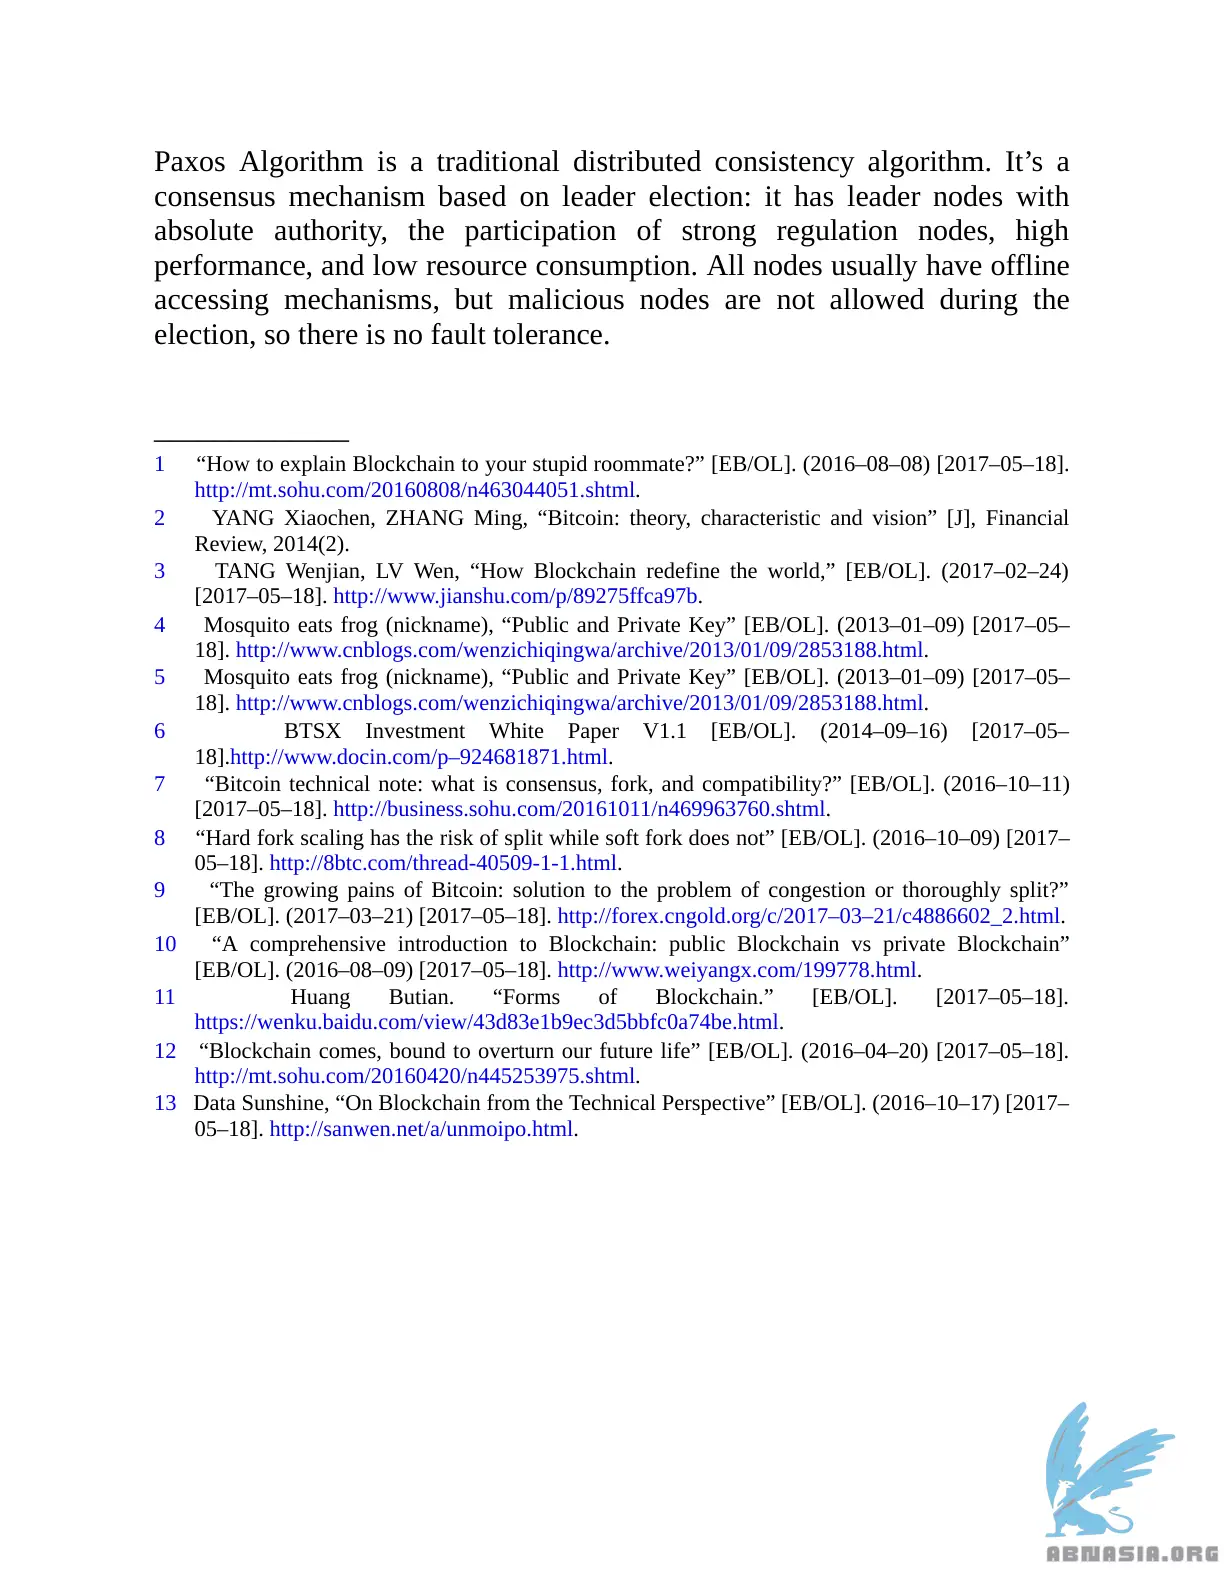 Paxos Algorithm is a traditional distributed consistency algorithm. It’s a
consensus mechanism based on leader election: it has leader nodes with
absolute authority, the participation of strong regulation nodes, high
performance, and low resource consumption. All nodes usually have offline
accessing mechanisms, but malicious nodes are not allowed during the
election, so there is no fault tolerance.
1 “How to explain Blockchain to your stupid roommate?” [EB/OL]. (2016–08–08) [2017–05–18].
http://mt.sohu.com/20160808/n463044051.shtml.
2 YANG Xiaochen, ZHANG Ming, “Bitcoin: theory, characteristic and vision” [J], Financial
Review, 2014(2).
3 TANG Wenjian, LV Wen, “How Blockchain redefine the world,” [EB/OL]. (2017–02–24)
[2017–05–18]. http://www.jianshu.com/p/89275ffca97b.
4 Mosquito eats frog (nickname), “Public and Private Key” [EB/OL]. (2013–01–09) [2017–05–
18]. http://www.cnblogs.com/wenzichiqingwa/archive/2013/01/09/2853188.html.
5 Mosquito eats frog (nickname), “Public and Private Key” [EB/OL]. (2013–01–09) [2017–05–
18]. http://www.cnblogs.com/wenzichiqingwa/archive/2013/01/09/2853188.html.
6 BTSX Investment White Paper V1.1 [EB/OL]. (2014–09–16) [2017–05–
18].http://www.docin.com/p–924681871.html.
7 “Bitcoin technical note: what is consensus, fork, and compatibility?” [EB/OL]. (2016–10–11)
[2017–05–18]. http://business.sohu.com/20161011/n469963760.shtml.
8 “Hard fork scaling has the risk of split while soft fork does not” [EB/OL]. (2016–10–09) [2017–
05–18]. http://8btc.com/thread-40509-1-1.html.
9 “The growing pains of Bitcoin: solution to the problem of congestion or thoroughly split?”
[EB/OL]. (2017–03–21) [2017–05–18]. http://forex.cngold.org/c/2017–03–21/c4886602_2.html.
10 “A comprehensive introduction to Blockchain: public Blockchain vs private Blockchain”
[EB/OL]. (2016–08–09) [2017–05–18]. http://www.weiyangx.com/199778.html.
11 Huang Butian. “Forms of Blockchain.” [EB/OL]. [2017–05–18].
https://wenku.baidu.com/view/43d83e1b9ec3d5bbfc0a74be.html.
12 “Blockchain comes, bound to overturn our future life” [EB/OL]. (2016–04–20) [2017–05–18].
http://mt.sohu.com/20160420/n445253975.shtml.
13 Data Sunshine, “On Blockchain from the Technical Perspective” [EB/OL]. (2016–10–17) [2017–
05–18]. http://sanwen.net/a/unmoipo.html.
ABNASIA.ORG